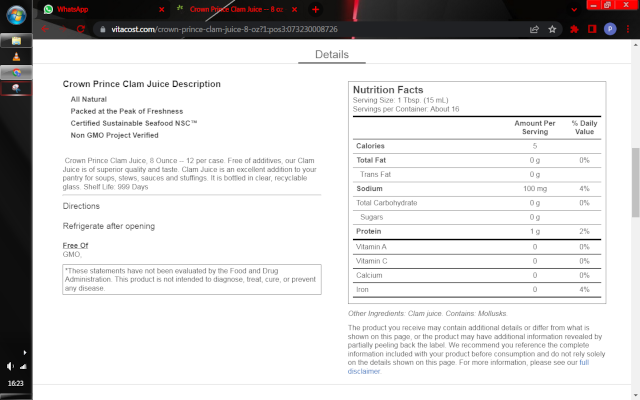 WhatsApp
Crown Prince Clam Juice -- 8 oz
vitacost.com/crown-prince-clam-juice-8-oz?1:pos3:073230008726
Details
Crown Prince Clam Juice Description
All Natural
Packed at the Peak of Freshness
Certified Sustainable Seafood NSC™
Non GMO Project Verified
Crown Prince Clam Juice, 8 Ounce -- 12 per case. Free of additives, our Clam
Juice is of superior quality and taste. Clam Juice is an excellent addition to your
pantry for soups, stews, sauces and stuffings. It is bottled in clear, recyclable
glass. Shelf Life: 999 Days.
Directions
Refrigerate after opening
Free Of
GMO.
*These statements have not been evaluated by the Food and Drug
Administration. This product is not intended to diagnose, treat, cure, or prevent
any disease.
Nutrition Facts
Serving Size: 1 Tbsp. (15 mL)
Servings per Container: About 16
Amount Per Serving % Daily Value
Calories 5
Total Fat 0 g 0%
Trans Fat 0 g
Sodium 100 mg 4%
Total Carbohydrate 0 g 0%
Sugars 0 g
Protein 1 g 2%
Vitamin A 0 0%
Vitamin C 0 0%
Calcium 0 0%
Iron 0 4%
Other Ingredients: Clam juice. Contains: Mollusks.
The product you receive may contain additional details or differ from what is
shown on this page, or the product may have additional information revealed by
partially peeling back the label. We recommend you reference the complete
information included with your product before consumption and do not rely solely
on the details shown on this page. For more information, please see our full
disclaimer.
16:23